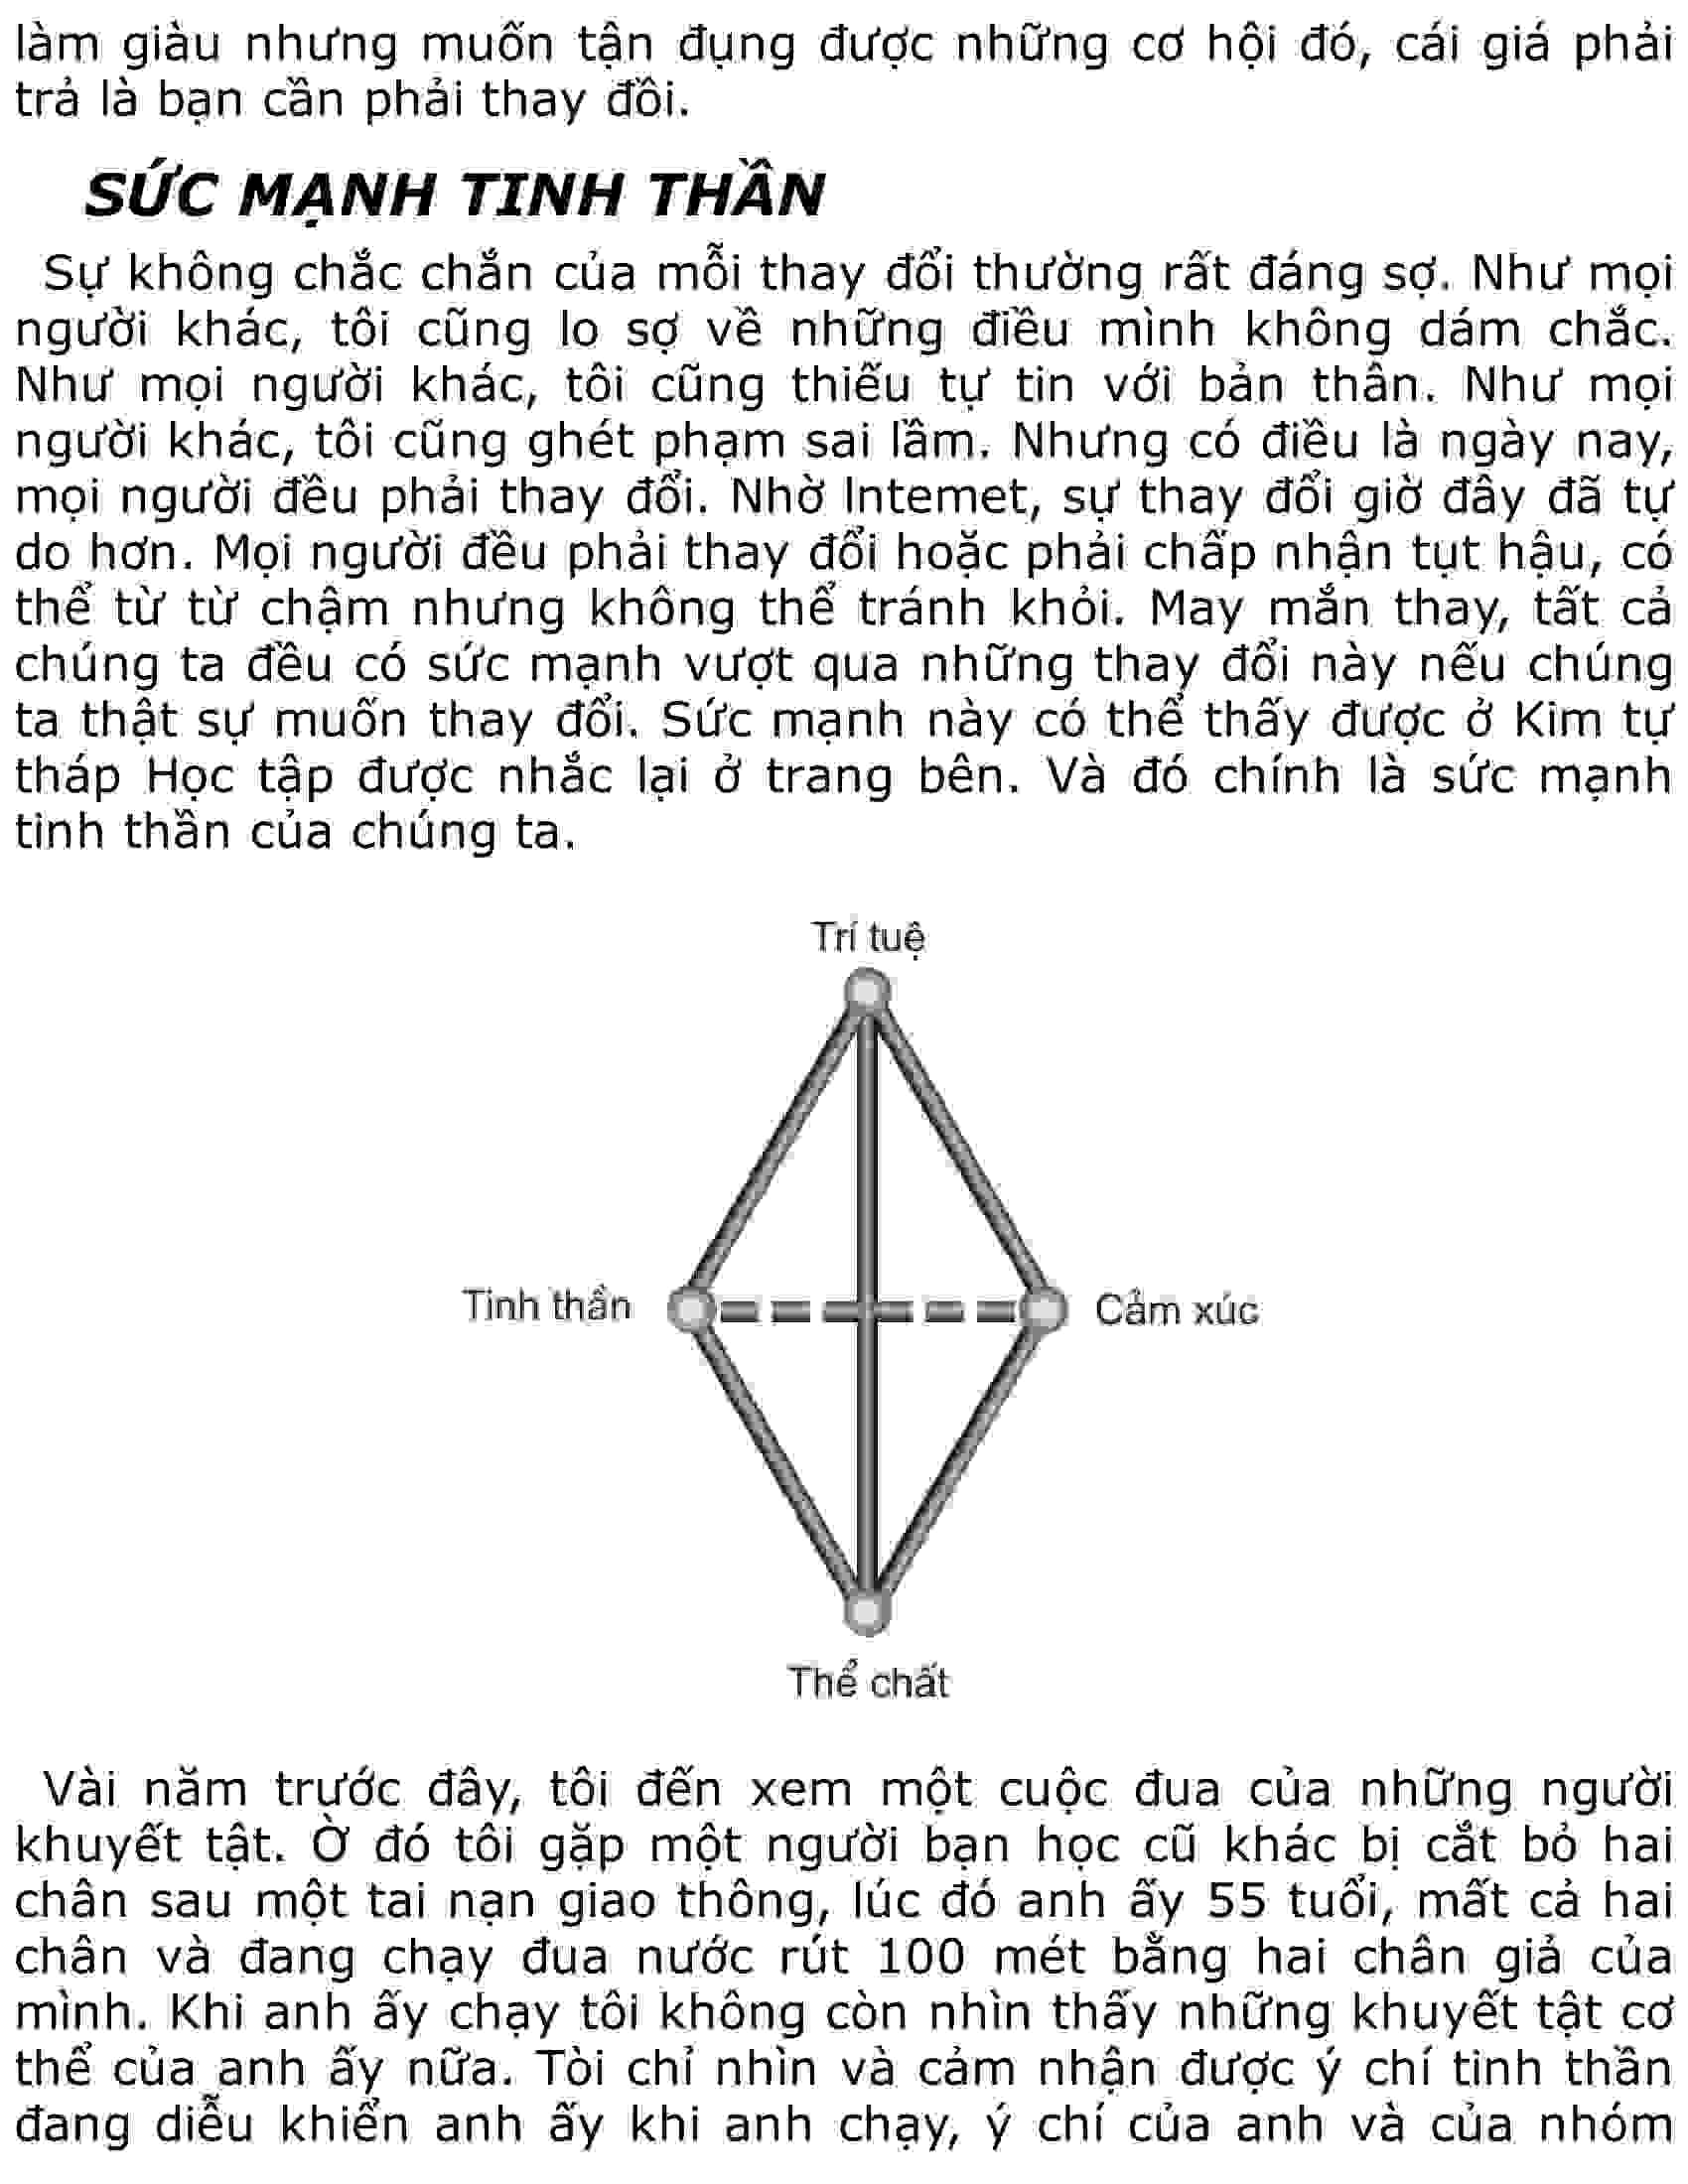 làm giàu nhưng muốn tận đụng được những cơ hội đó, cái giá phải
trả là bạn cần phải thay đồi.
SỨC MẠNH TINH THẦN
Sự không chắc chắn của mỗi thay đổi thường rất đáng sợ. Như mọi
người khác, tôi cũng lo sợ về những điều mình không dám chắc.
Như mọi người khác, tôi cũng thiếu tự tin với bản thân. Như mọi
người khác, tôi cũng ghét phạm sai lầm. Nhưng có điều là ngày nay,
mọi người đều phải thay đổi. Nhờ Intemet, sự thay đổi giờ đây đã tự
do hơn. Mọi người đều phải thay đổi hoặc phải chấp nhận tụt hậu, có
thể từ từ chậm nhưng không thể tránh khỏi. May mắn thay, tất cả
chúng ta đều có sức mạnh vượt qua những thay đổi này nếu chúng
ta thật sự muốn thay đổi. Sức mạnh này có thể thấy được ở Kim tự
tháp Học tập được nhắc lại ở trang bên. Và đó chính là sức mạnh
tinh thần của chúng ta.
Trí tuệ
Tinh thần
Cảm xúc
Thể chất
Vài năm trước đây, tôi đến xem một cuộc đua của những người
khuyết tật. Ờ đó tôi gặp một người bạn học cũ khác bị cắt bỏ hai
chân sau một tai nạn giao thông, lúc đó anh ấy 55 tuổi, mất cả hai
chân và đang chạy đua nước rút 100 mét bằng hai chân giả của
mình. Khi anh ấy chạy tôi không còn nhìn thấy những khuyết tật cơ
thể của anh ấy nữa. Tòi chỉ nhìn và cảm nhận được ý chí tinh thần
đang diễu khiển anh ấy khi anh chạy, ý chí của anh và của nhóm